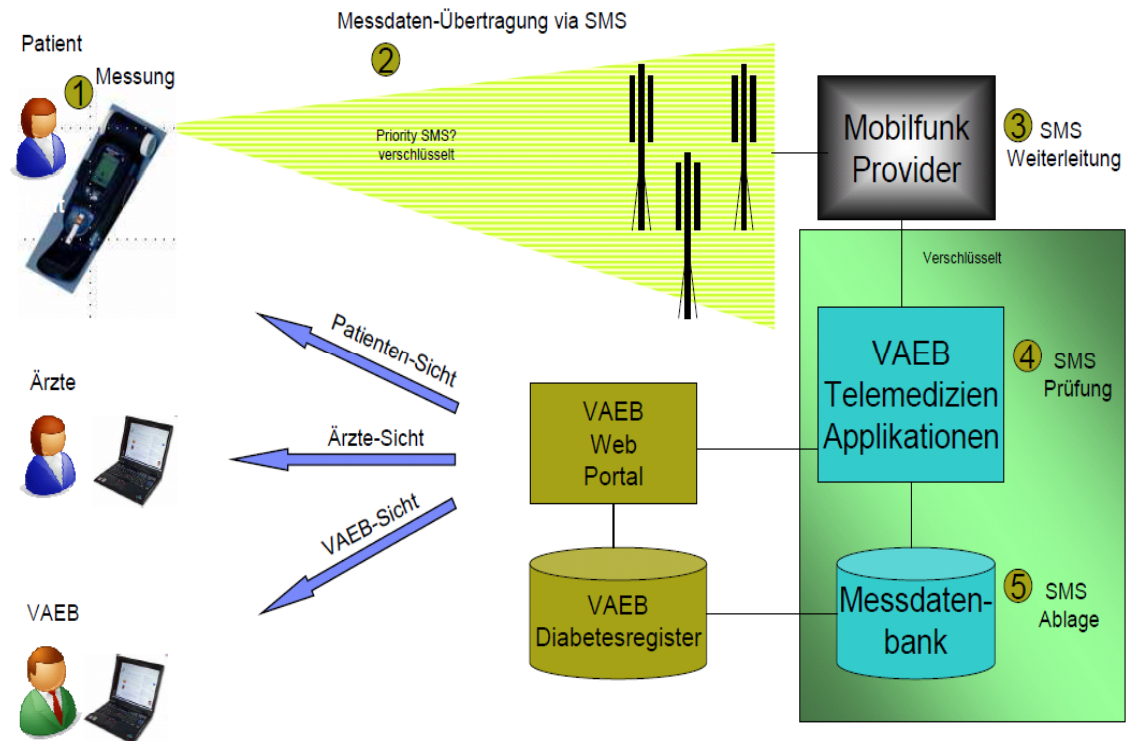 Messdaten-Übertragung via SMS
Patient
1
Messung
2
Priority SMS?
verschlüsselt
Mobilfunk
Provider
3
SMS
Weiterleitung
Verschlüsselt
VAEB
Telemedizien
Applikationen
4
SMS
Prüfung
Patienten-Sicht
Ärzte
Ärzte-Sicht
VAEB
Web
Portal
VAEB-Sicht
VAEB
Diabetesregister
Messdaten-
bank
5
SMS
Ablage
VAEB